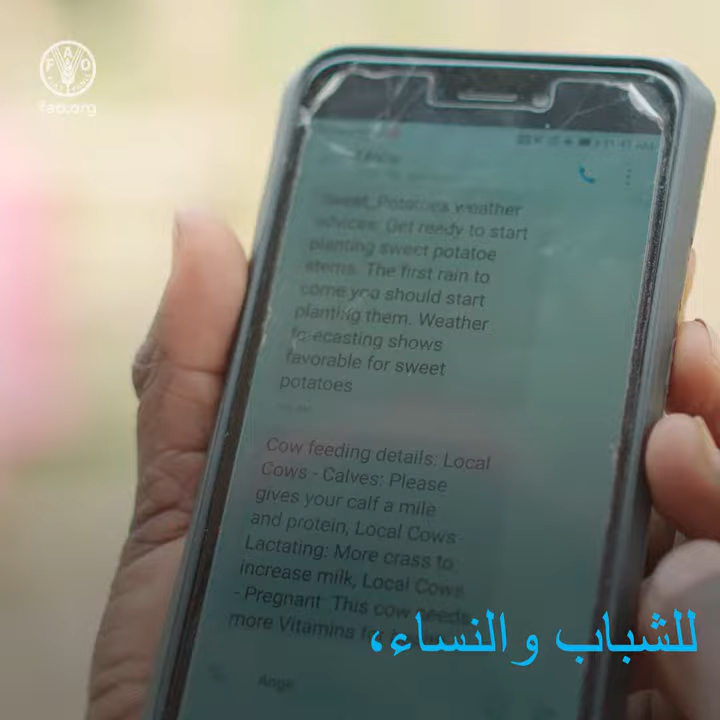 FAO
fao.org
Sweet_Potatoes weather
advices: Get ready to start
planting sweet potatoe
stems. The first rain to
come you should start
planting them. Weather
forecasting shows
favorable for sweet
potatoes
Cow feeding details: Local
Cows - Calves: Please
gives your calf a mile
and protein, Local Cows-
Lactating: More crass to
increase milk, Local Cows
- Pregnant: This cow needs
more Vitamins
للشباب والنساء،